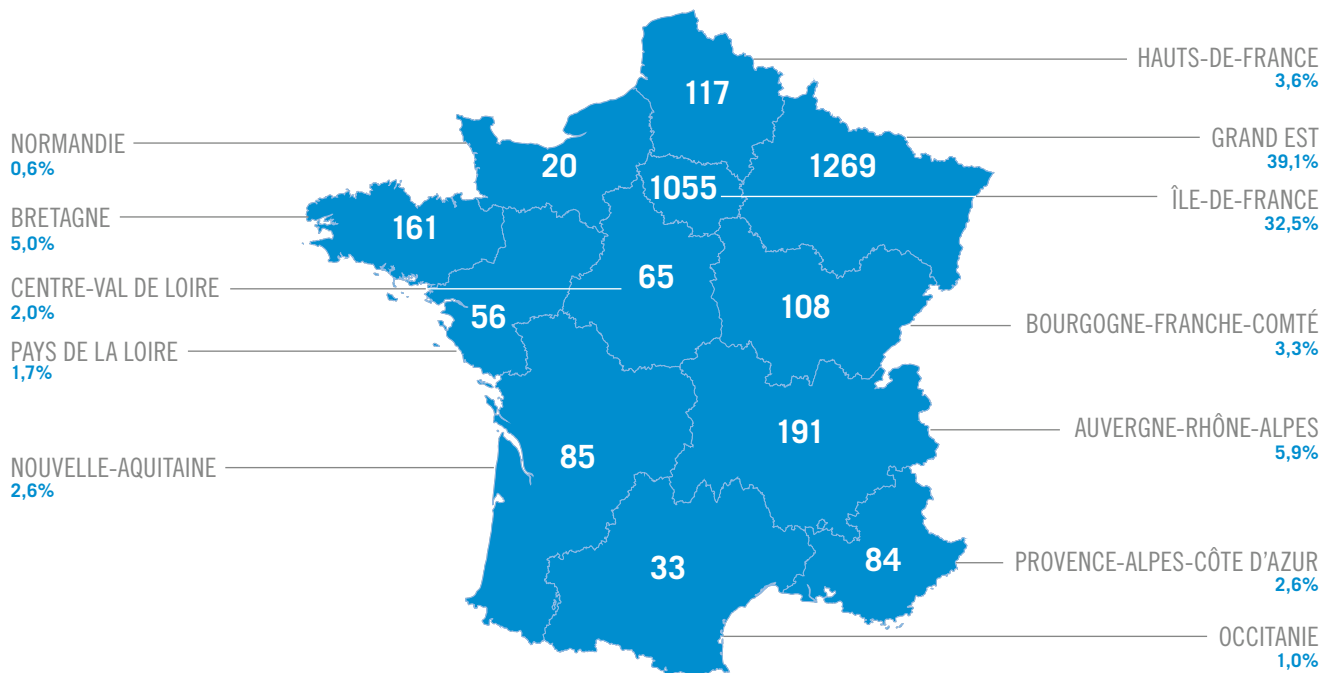 HAUTS-DE-FRANCE
3,6%
117
NORMANDIE
0,6%
GRAND EST
39,1%
20
1269
1055
ÎLE-DE-FRANCE
32,5%
BRETAGNE
5,0%
161
CENTRE-VAL DE LOIRE
2,0%
65
108
56
BOURGOGNE-FRANCHE-COMTÉ
3,3%
PAYS DE LA LOIRE
1,7%
191
AUVERGNE-RHÔNE-ALPES
5,9%
85
NOUVELLE-AQUITAINE
2,6%
33
84
PROVENCE-ALPES-CÔTE D'AZUR
2,6%
OCCITANIE
1,0%